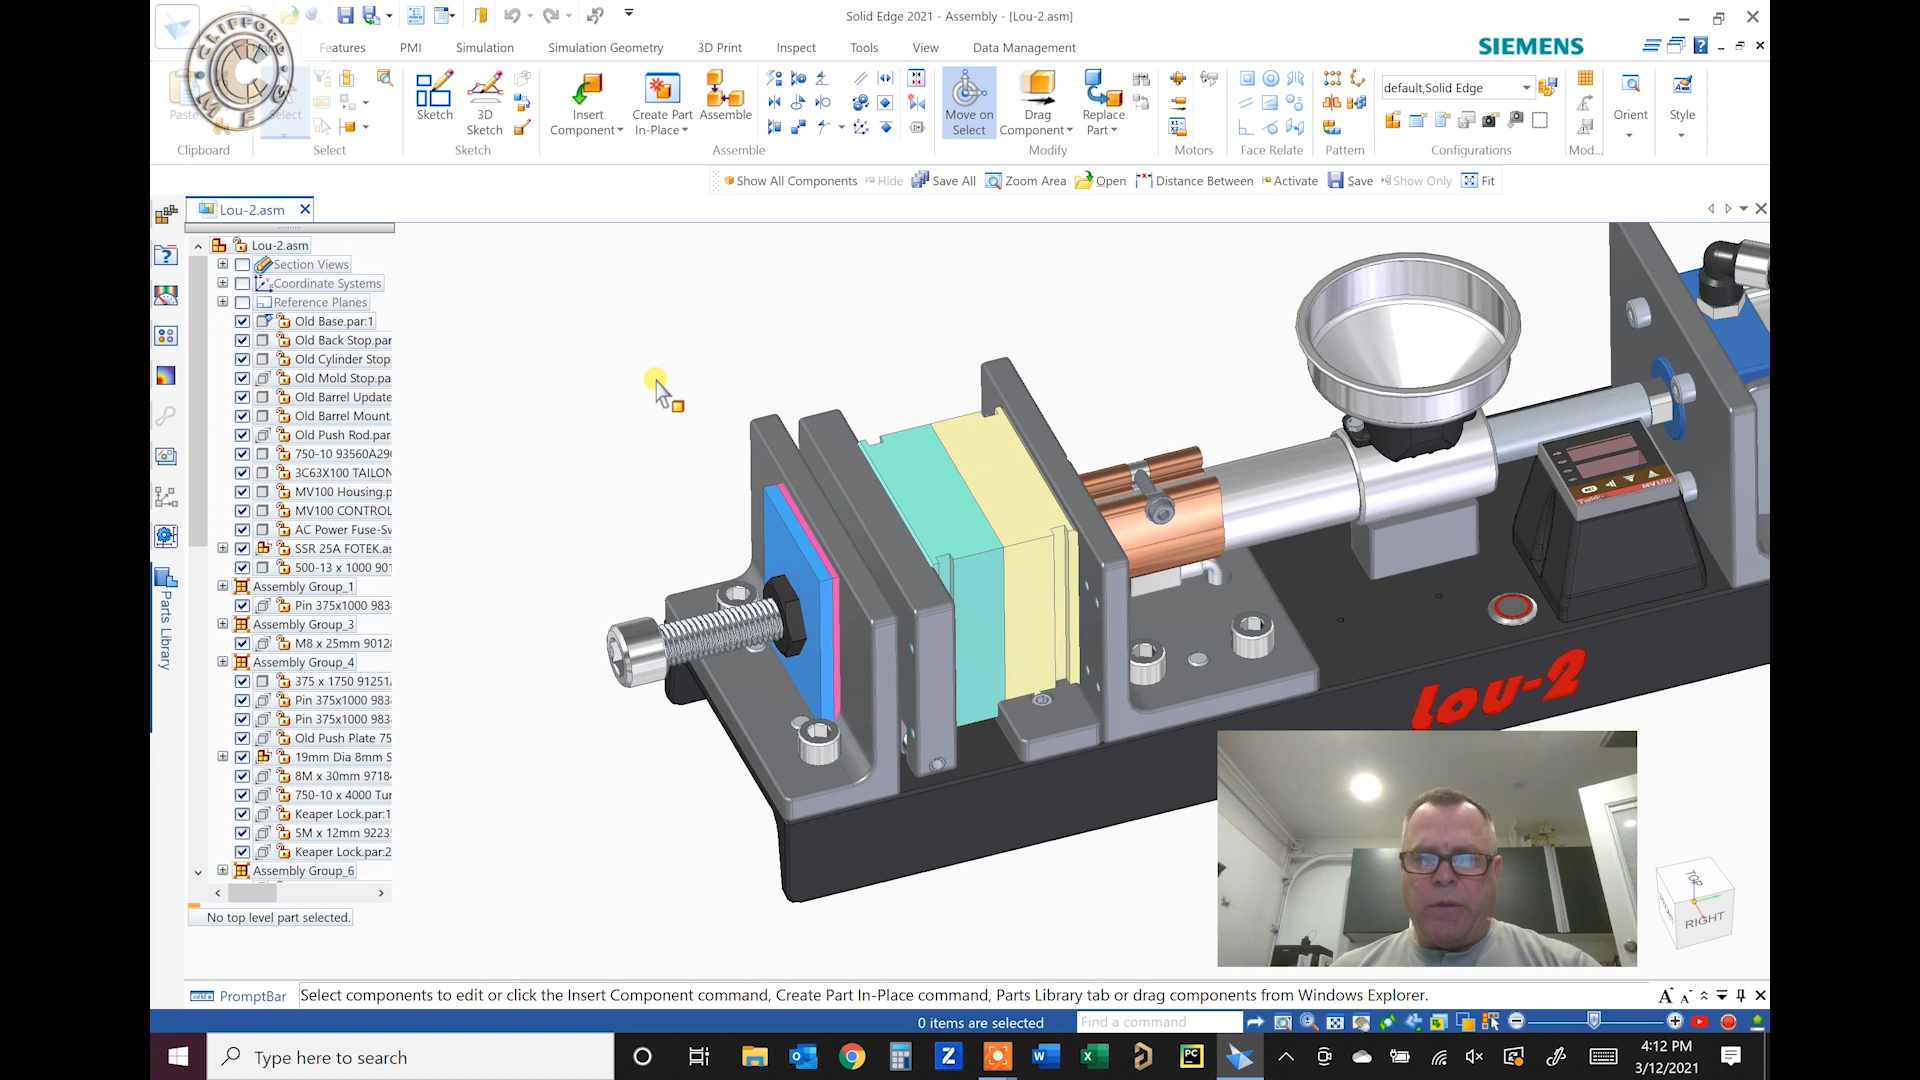 Solid Edge 2021 - Assembly - [Lou-2.asm]
CLIFFORD
Features
PMI
Simulation
Simulation Geometry
3D Print
Inspect
Tools
View
Data Management
SIEMENS
Paste
Select
Sketch
3D Sketch
Insert Component
Create Part In-Place
Assemble
Move on Select
Drag Component
Replace Part
default,Solid Edge
Orient
Style
Clipboard
Select
Sketch
Assemble
Modify
Motors
Face Relate
Pattern
Configurations
Mod...
Show All Components
Hide
Save All
Zoom Area
Open
Distance Between
Activate
Save
Show Only
Fit
Lou-2.asm
Lou-2.asm
Section Views
Coordinate Systems
Reference Planes
Old Base.par:1
Old Back Stop.par
Old Cylinder Stop.
Old Mold Stop.pa
Old Barrel Update
Old Barrel Mount.
Old Push Rod.par
750-10 93560A29
3C63X100 TAILON
MV100 Housing.p
MV100 CONTROL
AC Power Fuse-Sw
SSR 25A FOTEK.as
500-13 x 1000 901
Assembly Group_1
Pin 375x1000 983
Assembly Group_3
M8 x 25mm 9012
Assembly Group_4
375 x 1750 91251
Pin 375x1000 983
Pin 375x1000 983
Old Push Plate 75
19mm Dia 8mm S
8M x 30mm 9718
750-10 x 4000 Tur
Keaper Lock.par:1
5M x 12mm 9223
Keaper Lock.par:2
Assembly Group_6
Parts Library
No top level part selected.
Lou-2
TOP
RIGHT
PromptBar
Select components to edit or click the Insert Component command, Create Part In-Place command, Parts Library tab or drag components from Windows Explorer.
0 items are selected
Find a command
Type here to search
4:12 PM
3/12/2021